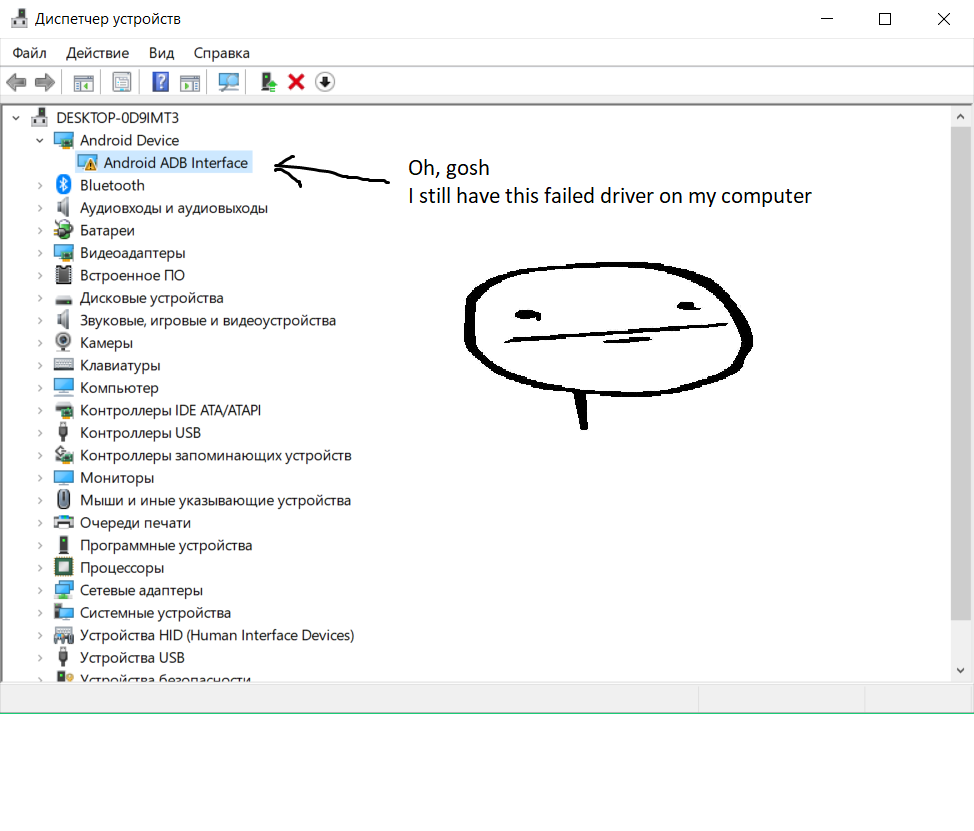 Диспетчер устройств
Файл Действие Вид Справка
DESKTOP-0D9IMT3
Android Device
Android ADB Interface
Oh, gosh
I still have this failed driver on my computer
Bluetooth
Аудиовходы и аудиовыходы
Батареи
Видеоадаптеры
Встроенное ПО
Дисковые устройства
Звуковые, игровые и видеоустройства
Камеры
Клавиатуры
Компьютер
Контроллеры IDE ATA/ATAPI
Контроллеры USB
Контроллеры запоминающих устройств
Мониторы
Мыши и иные указывающие устройства
Очереди печати
Программные устройства
Процессоры
Сетевые адаптеры
Системные устройства
Устройства HID (Human Interface Devices)
Устройства USB
Устройства безопасности